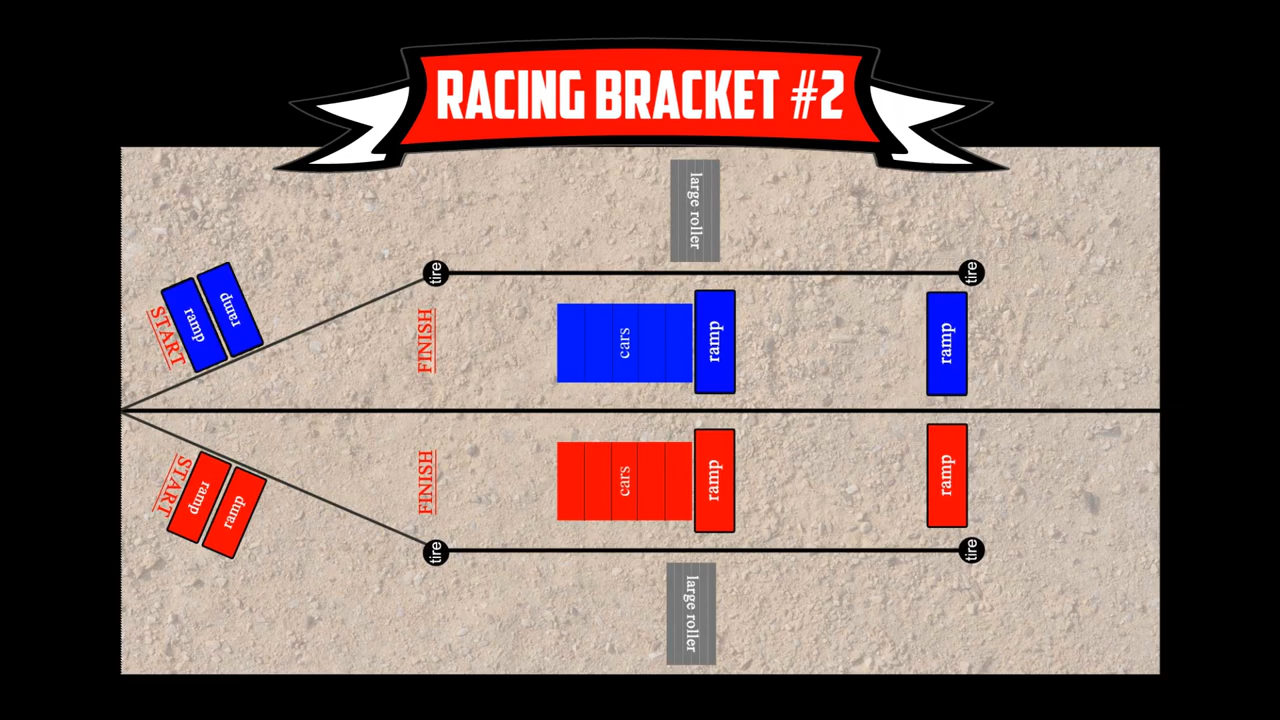 RACING BRACKET #2
large roller
tire
tire
ramp
ramp
START
FINISH
cars
ramp
ramp
START
ramp
ramp
FINISH
cars
ramp
ramp
tire
tire
large roller